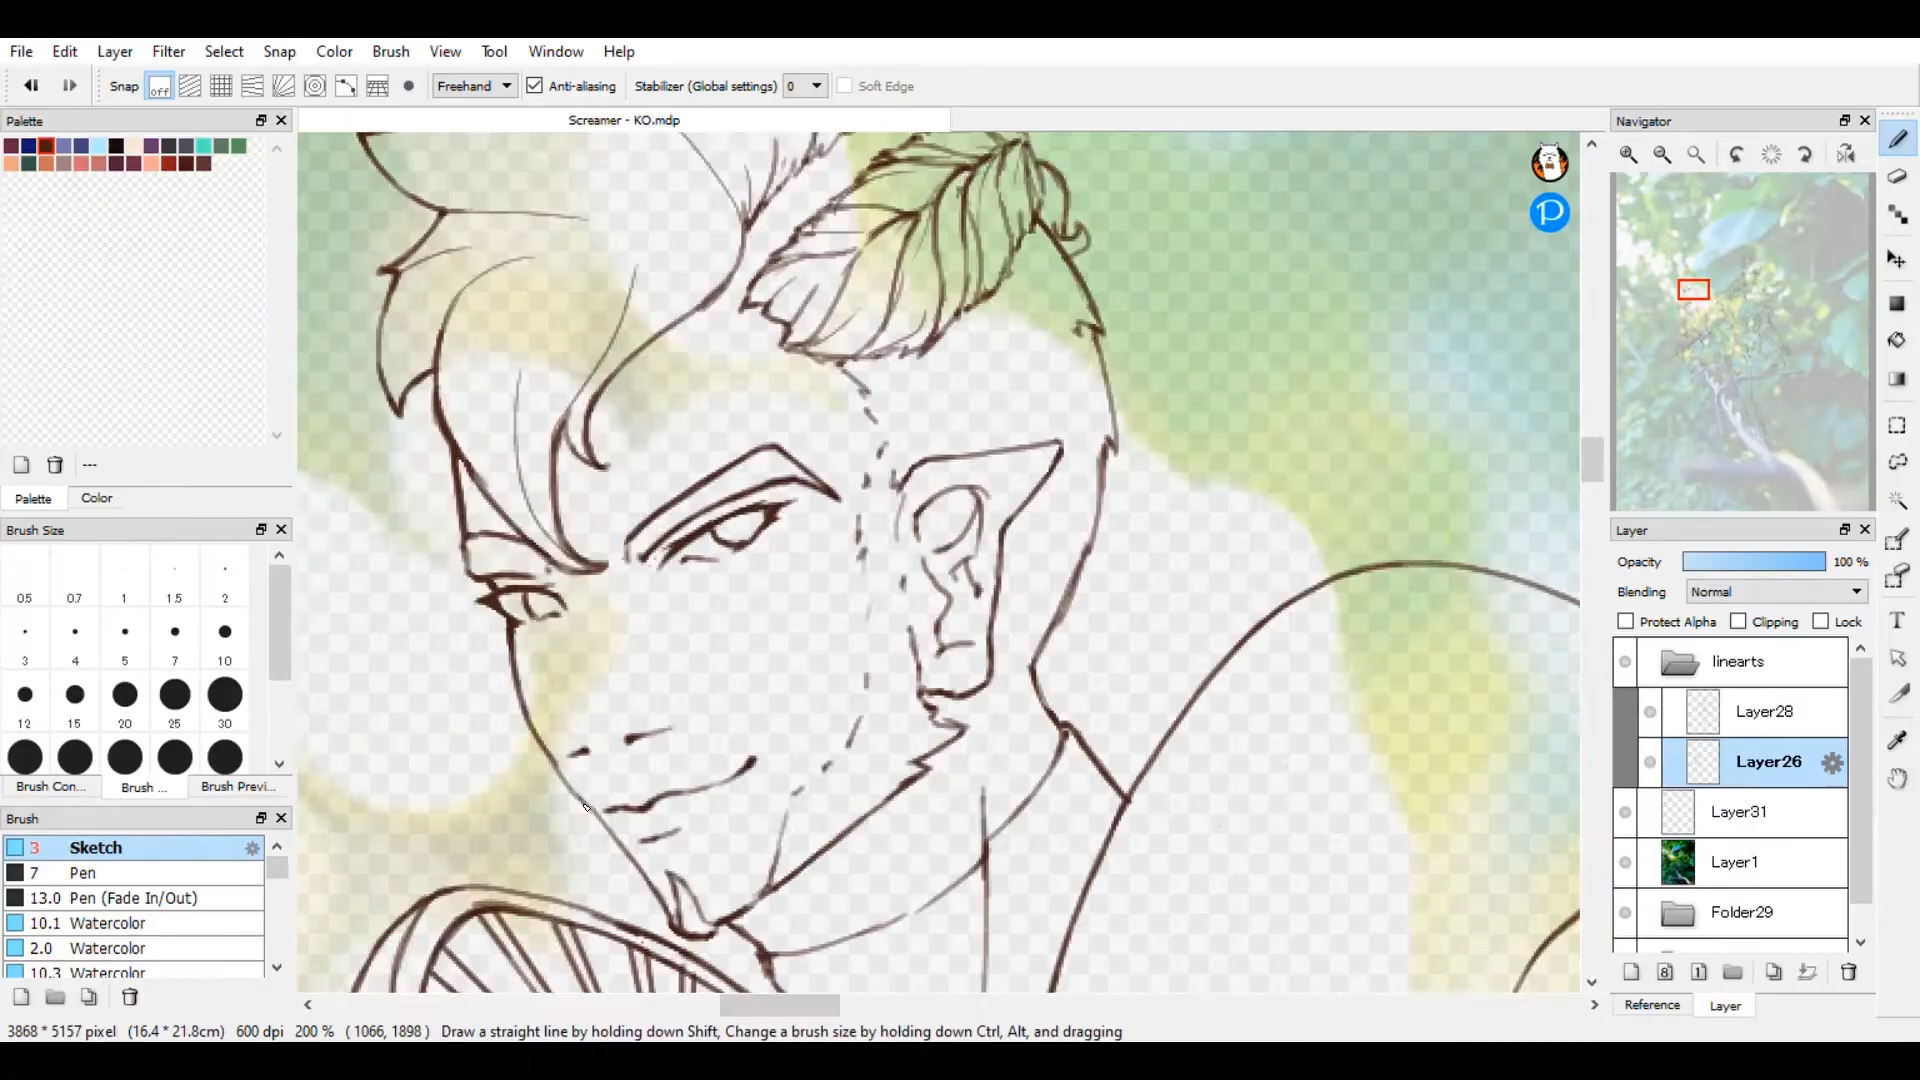 File Edit Layer Filter Select Snap Color Brush View Tool Window Help
Snap off Freehand Anti-aliasing Stabilizer (Global settings) 0 Soft Edge
Palette
Screamer - KO.mdp
Navigator
P
---
Palette Color
Brush Size
0.5 0.7 1 1.5 2
3 4 5 7 10
12 15 20 25 30
Brush Con... Brush ... Brush Previ...
Brush
3 Sketch
7 Pen
13.0 Pen (Fade In/Out)
10.1 Watercolor
2.0 Watercolor
10.3 Watercolor
Layer
Opacity 100 %
Blending Normal
Protect Alpha Clipping Lock
linearts
Layer28
Layer26
Layer31
Layer1
Folder29
8 1
Reference Layer
3868 * 5157 pixel (16.4 * 21.8cm) 600 dpi 200 % ( 1066, 1898 ) Draw a straight line by holding down Shift, Change a brush size by holding down Ctrl, Alt, and dragging